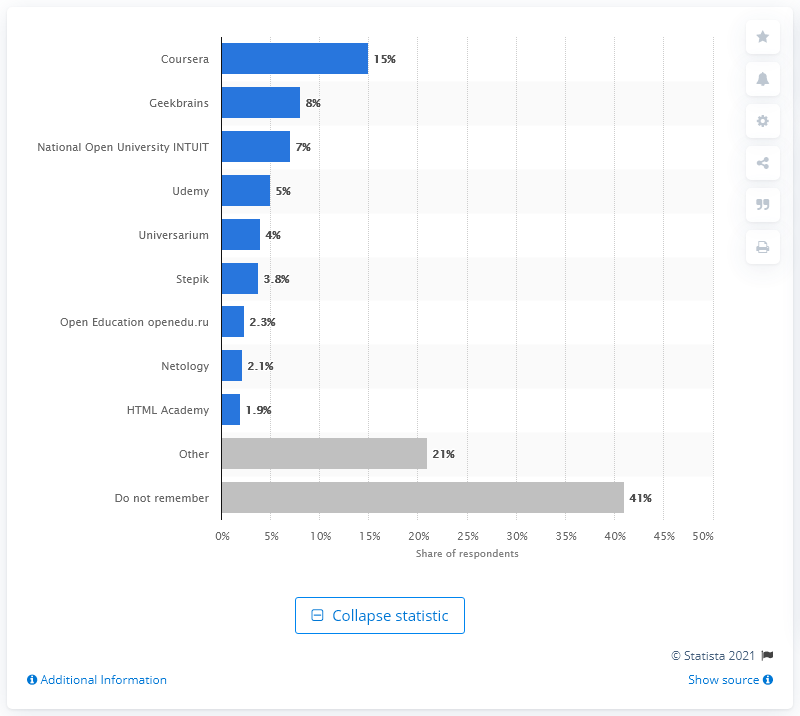 Coursera 15%
Geekbrains 8%
National Open University INTUIT 7%
Udemy 5%
Universarium 4%
Stepik 3.8%
Open Education openedu.ru 2.3%
Netology 2.1%
HTML Academy 1.9%
Other 21%
Do not remember 41%
0% 5% 10% 15% 20% 25% 30% 35% 40% 45% 50%
Share of respondents
Collapse statistic
© Statista 2021
Additional Information Show source